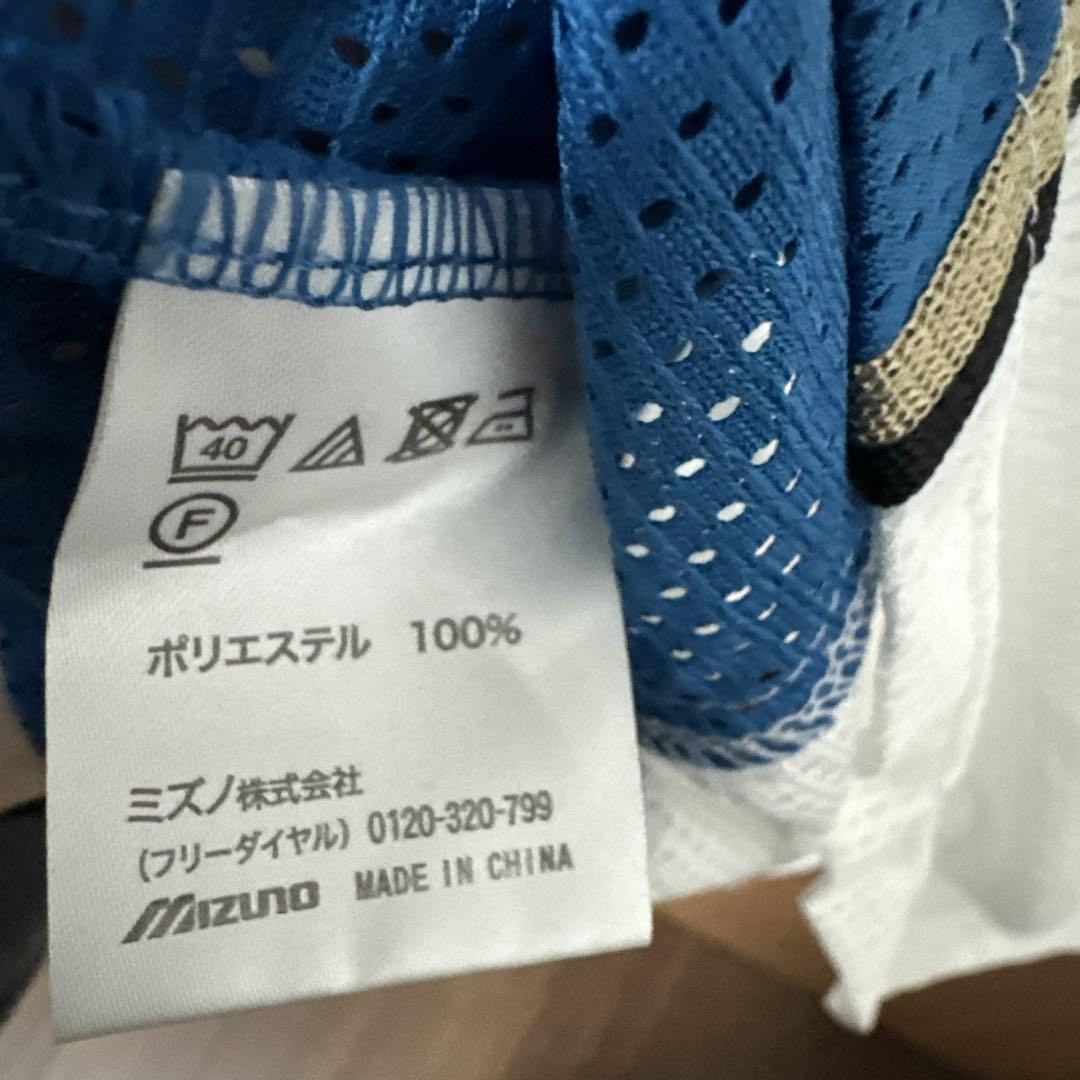 40
F
ポリエステル 100%
ミズノ株式会社
(フリーダイヤル) 0120-320-799
MIZUNO MADE IN CHINA